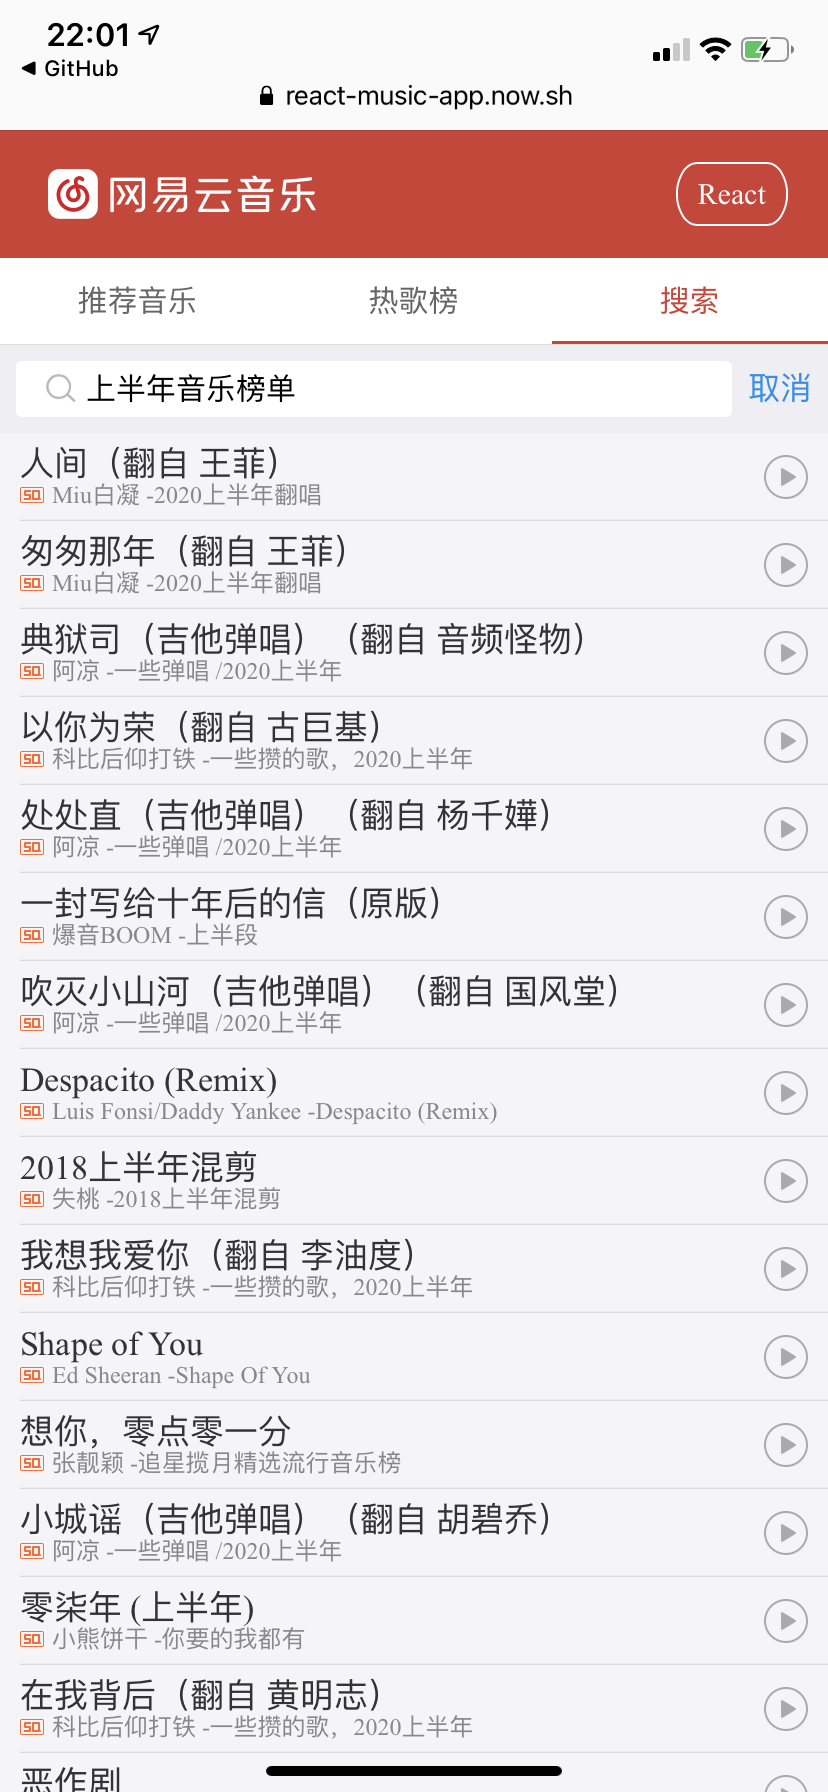 22:01
GitHub
react-music-app.now.sh
网易云音乐
React
推荐音乐 热歌榜 搜索
上半年音乐榜单 取消
人间（翻自 王菲）
SQ Miu白凝 -2020上半年翻唱
匆匆那年（翻自 王菲）
SQ Miu白凝 -2020上半年翻唱
典狱司（吉他弹唱）（翻自 音频怪物）
SQ 阿凉 -一些弹唱 /2020上半年
以你为荣（翻自 古巨基）
SQ 科比后仰打铁 -一些攒的歌，2020上半年
处处直（吉他弹唱）（翻自 杨千嬅）
SQ 阿凉 -一些弹唱 /2020上半年
一封写给十年后的信（原版）
SQ 爆音BOOM -上半段
吹灭小山河（吉他弹唱）（翻自 国风堂）
SQ 阿凉 -一些弹唱 /2020上半年
Despacito (Remix)
SQ Luis Fonsi/Daddy Yankee -Despacito (Remix)
2018上半年混剪
SQ 失桃 -2018上半年混剪
我想我爱你（翻自 李油度）
SQ 科比后仰打铁 -一些攒的歌，2020上半年
Shape of You
SQ Ed Sheeran -Shape Of You
想你，零点零一分
SQ 张靓颖 -追星揽月精选流行音乐榜
小城谣（吉他弹唱）（翻自 胡碧乔）
SQ 阿凉 -一些弹唱 /2020上半年
零柒年 (上半年)
SQ 小熊饼干 -你要的我都有
在我背后（翻自 黄明志）
SQ 科比后仰打铁 -一些攒的歌，2020上半年
恶作剧